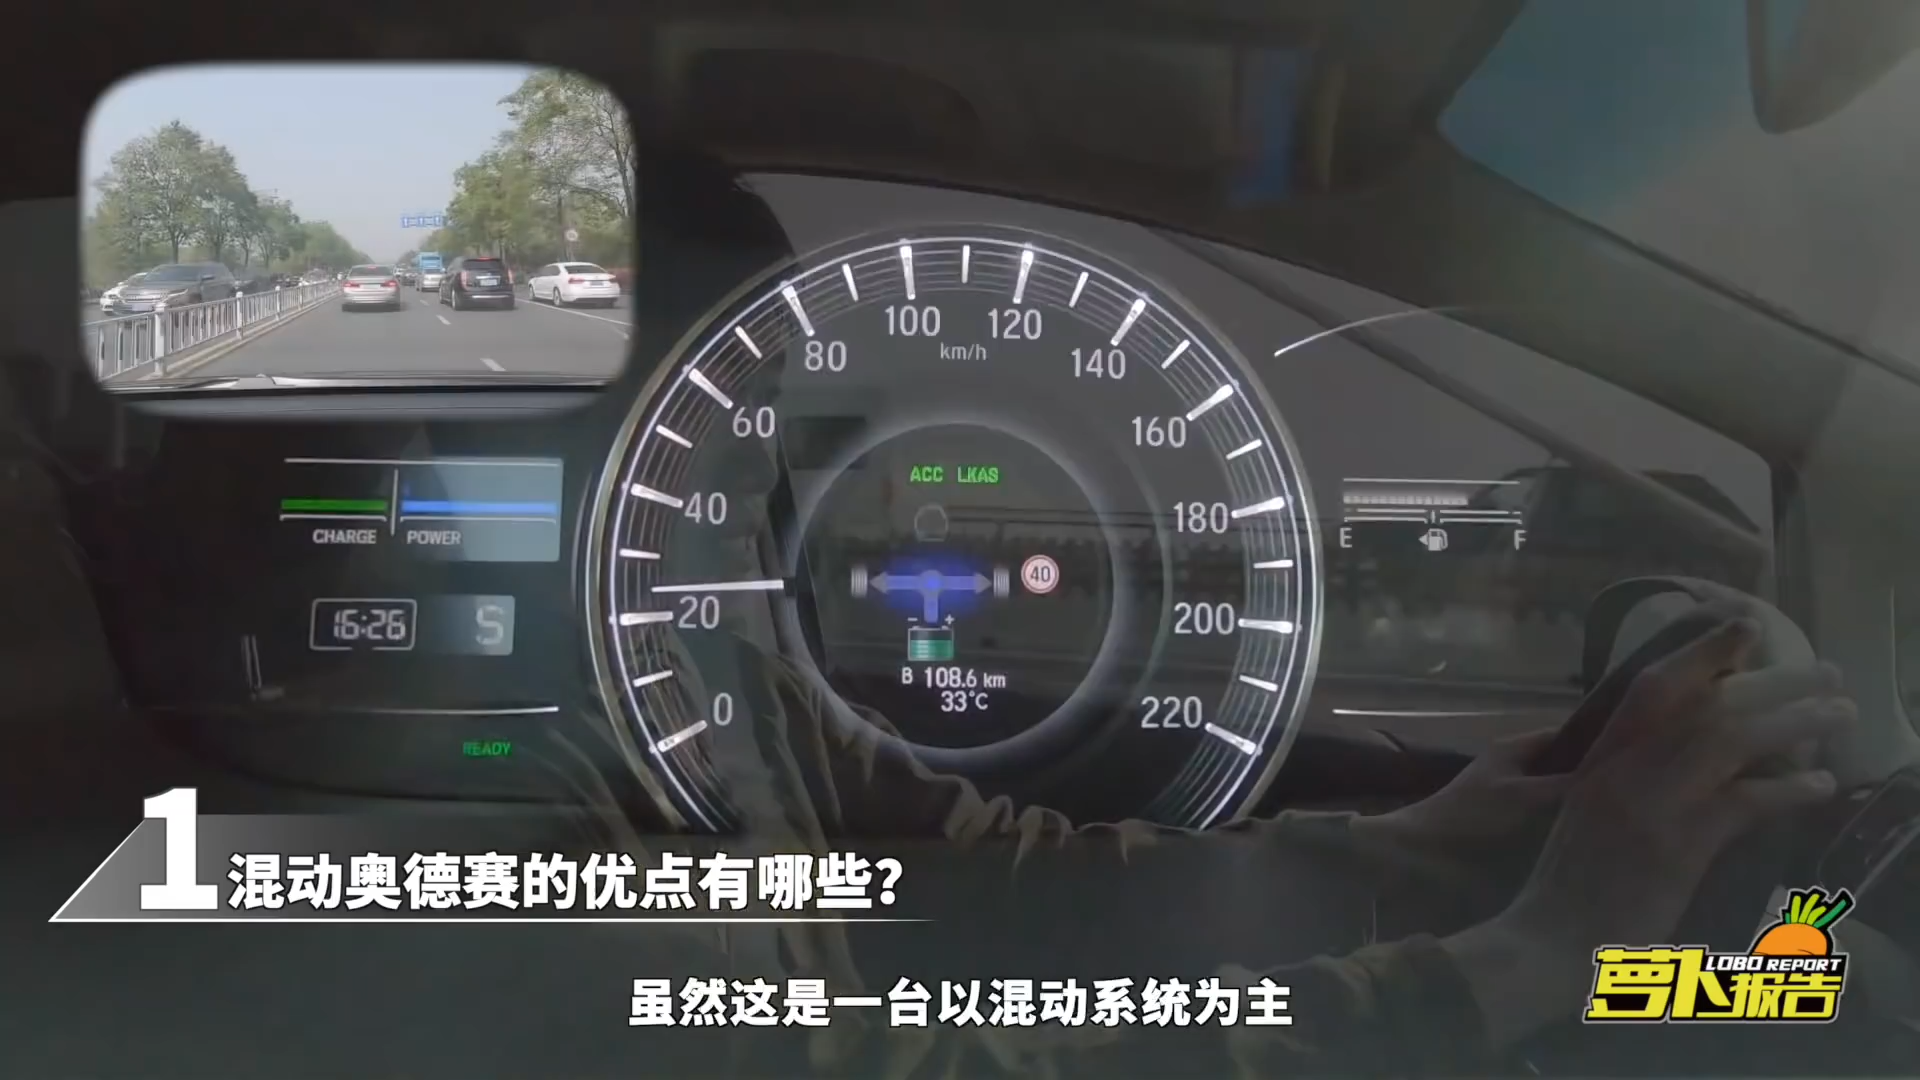 100
120
km/h
80
140
60
160
ACC LKAS
40
180
CHARGE POWER
E F
40
16:26 S
20
200
- +
B 108.6 km
33°C
0
220
READY
1 混动奥德赛的优点有哪些?
LOBO REPORT
萝卜报告
虽然这是一台以混动系统为主